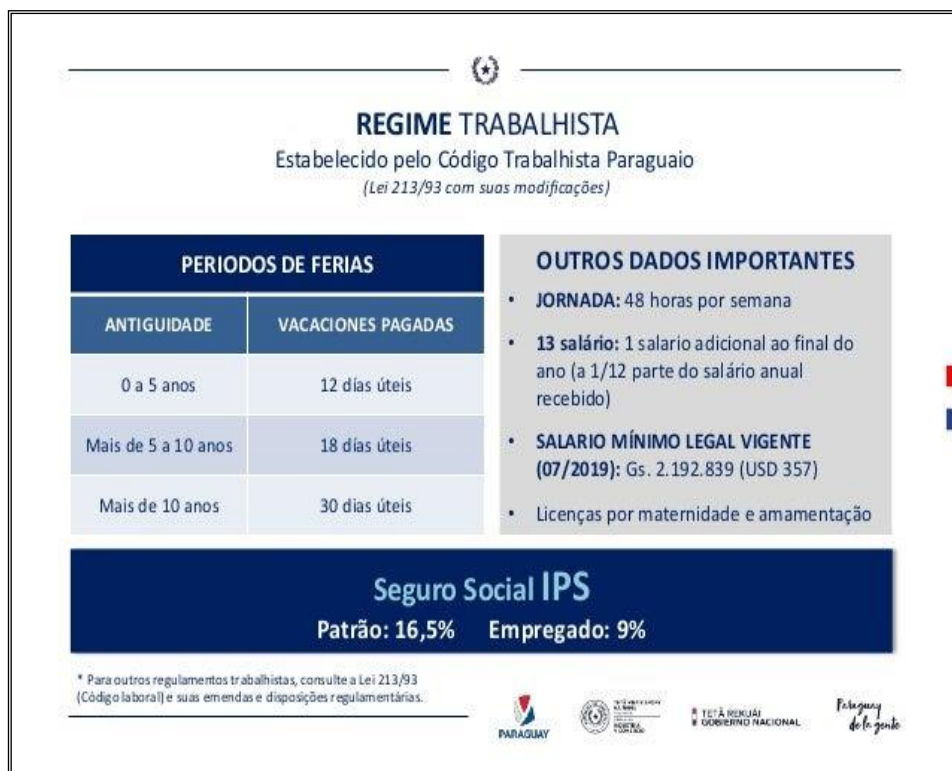 REGIME TRABALHISTA
Estabelecido pelo Código Trabalhista Paraguaio
(Lei 213/93 com suas modificações)
PERIODOS DE FERIAS
ANTIGUIDADE VACACIONES PAGADAS
0 a 5 anos 12 días úteis
Mais de 5 a 10 anos 18 días úteis
Mais de 10 anos 30 dias úteis
OUTROS DADOS IMPORTANTES
• JORNADA: 48 horas por semana
• 13 salário: 1 salario adicional ao final do
ano (a 1/12 parte do salário anual
recebido)
• SALARIO MÍNIMO LEGAL VIGENTE
(07/2019): Gs. 2.192.839 (USD 357)
• Licenças por maternidade e amamentação
Seguro Social IPS
Patrão: 16,5% Empregado: 9%
* Para outros regulamentos trabalhistas, consulte a Lei 213/93
(Código laboral) e suas emendas e disposições regulamentárias.
PARAGUAY
TETÃ REKUÁI
GOBIERNO NACIONAL
Paraguay
de la gente